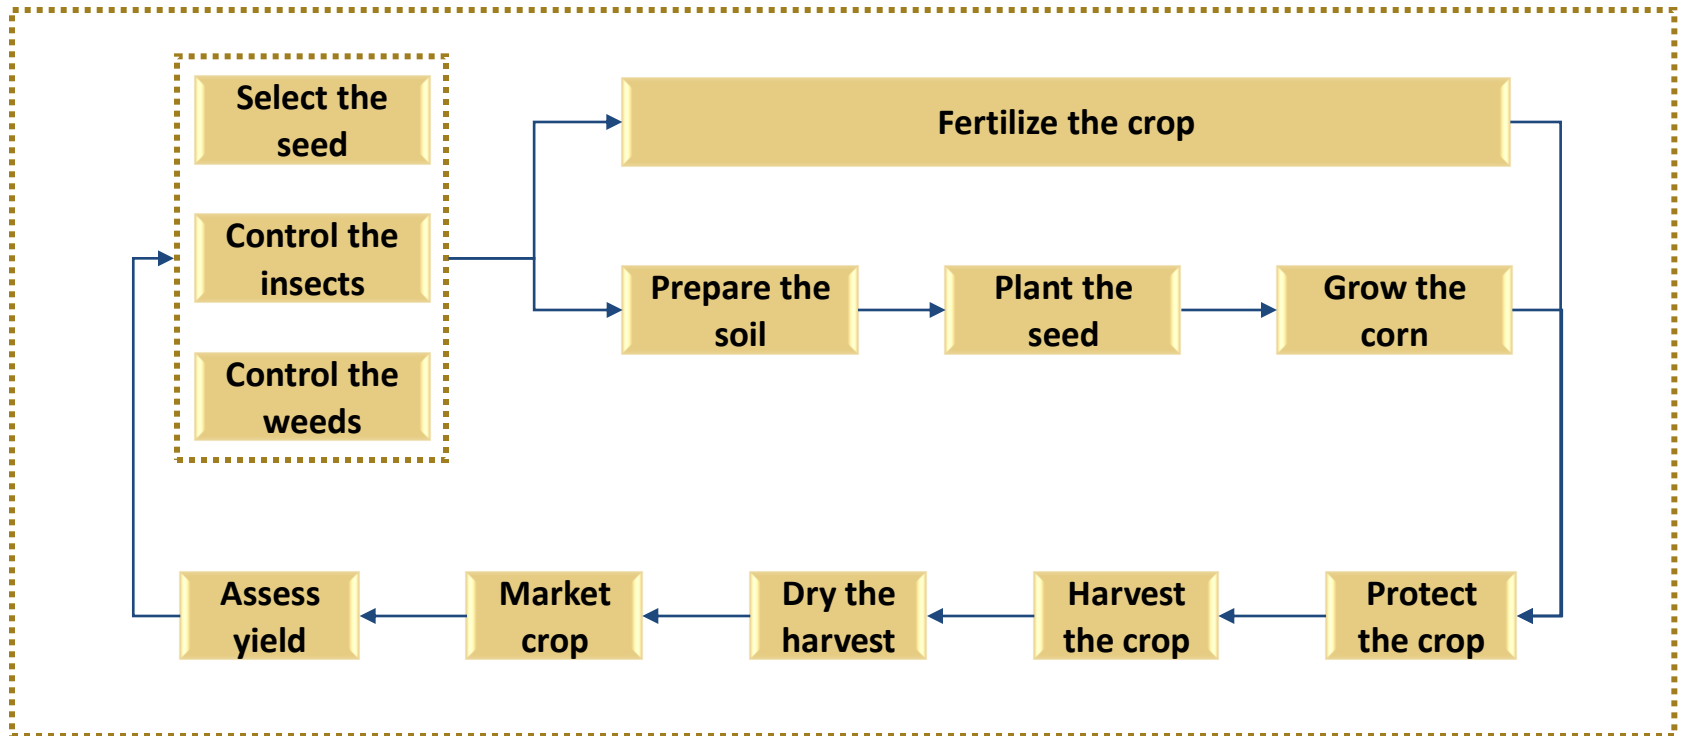 Select the
seed
Control the
insects
Control the
weeds
Fertilize the crop
Prepare the
soil
Plant the
seed
Grow the
corn
Assess
yield
Market
crop
Dry the
harvest
Harvest
the crop
Protect
the crop